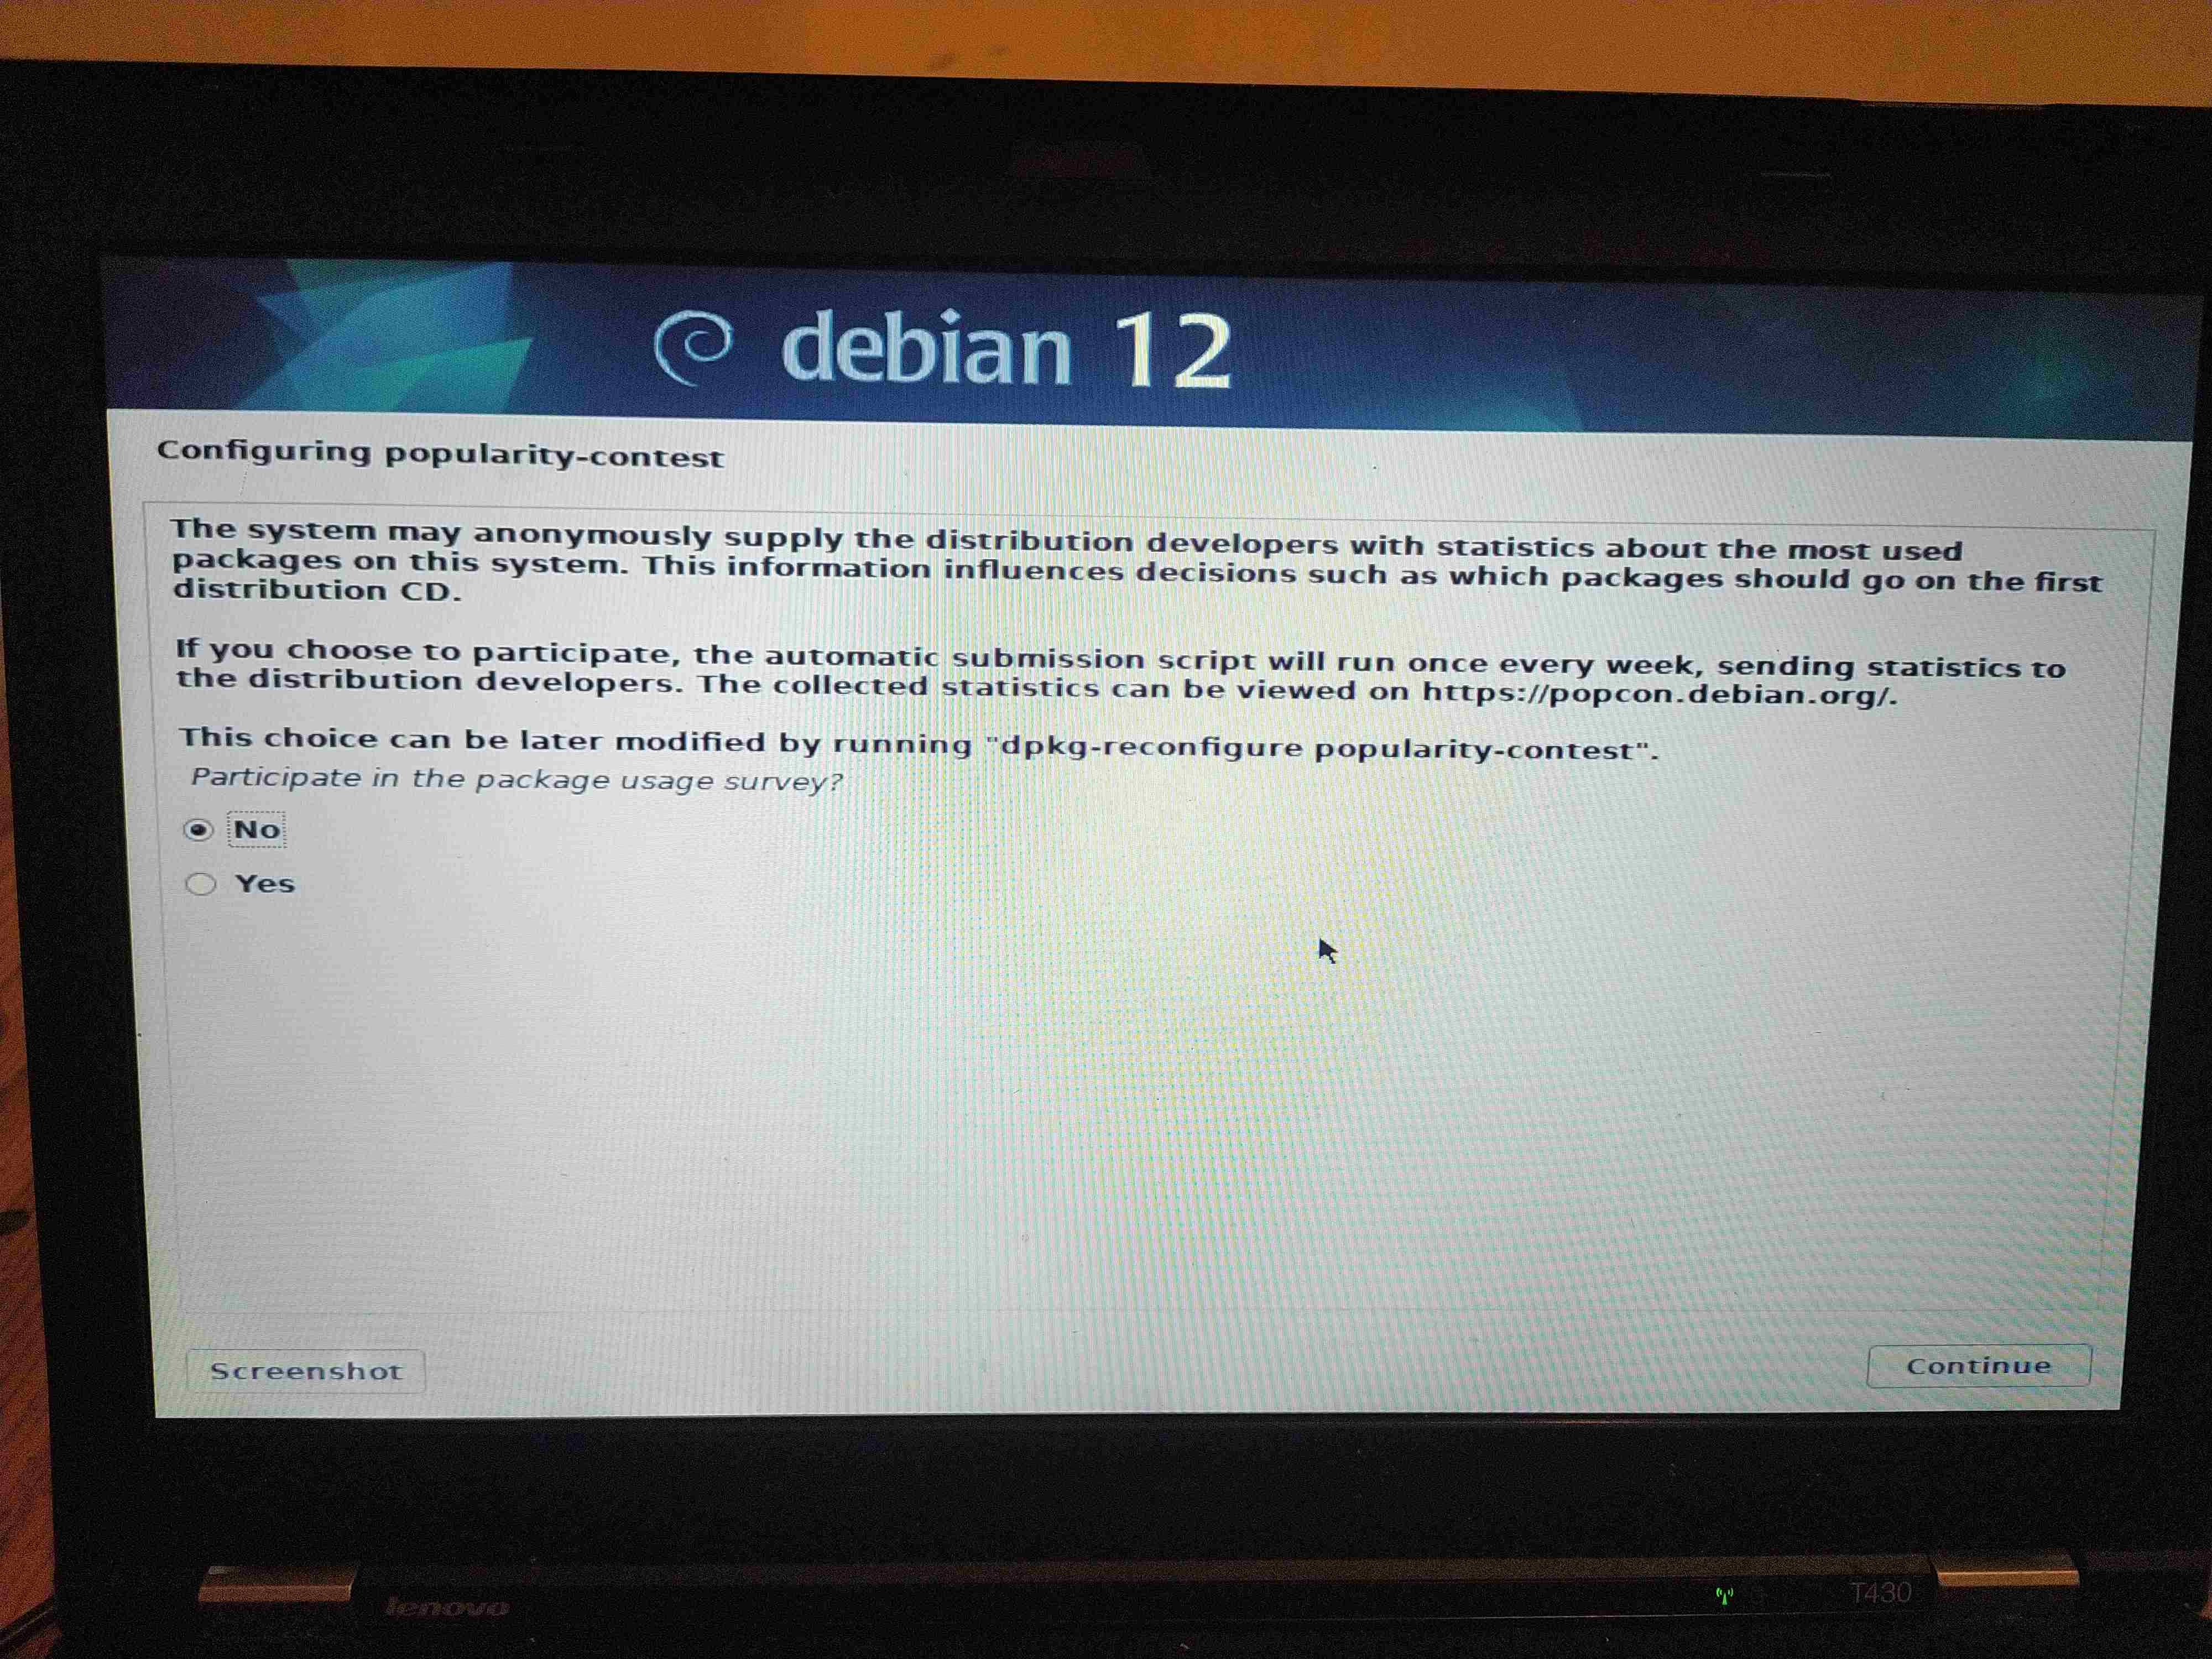 debian 12
Configuring popularity-contest
The system may anonymously supply the distribution developers with statistics about the most used
packages on this system. This information influences decisions such as which packages should go on the first
distribution CD.
If you choose to participate, the automatic submission script will run once every week, sending statistics to
the distribution developers. The collected statistics can be viewed on https://popcon.debian.org/.
This choice can be later modified by running "dpkg-reconfigure popularity-contest".
Participate in the package usage survey?
No
Yes
Screenshot
Continue
lenovo
T430